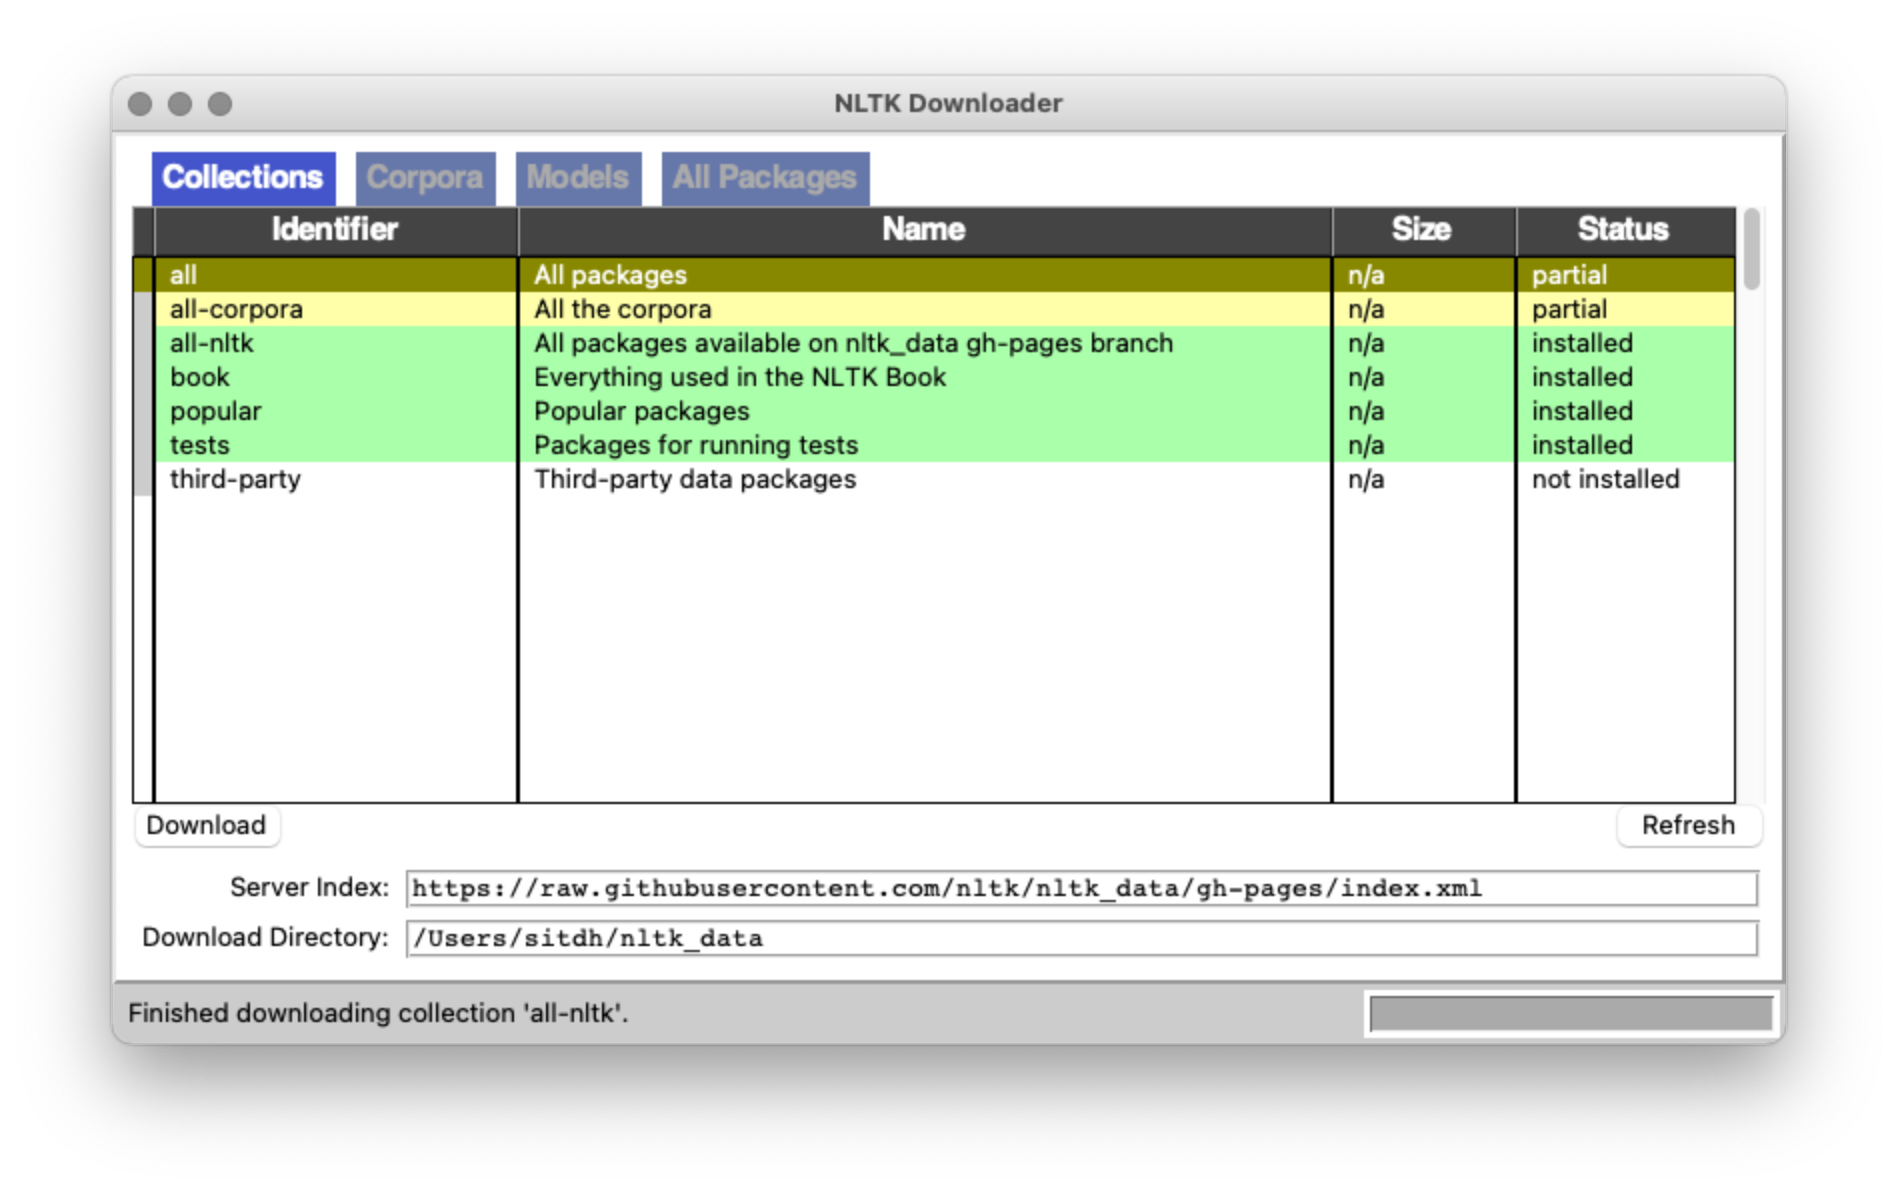 NLTK Downloader
Collections Corpora Models All Packages
Identifier Name Size Status
all All packages n/a partial
all-corpora All the corpora n/a partial
all-nltk All packages available on nltk_data gh-pages branch n/a installed
book Everything used in the NLTK Book n/a installed
popular Popular packages n/a installed
tests Packages for running tests n/a installed
third-party Third-party data packages n/a not installed
Download Refresh
Server Index: https://raw.githubusercontent.com/nltk/nltk_data/gh-pages/index.xml
Download Directory: /Users/sitdh/nltk_data
Finished downloading collection 'all-nltk'.